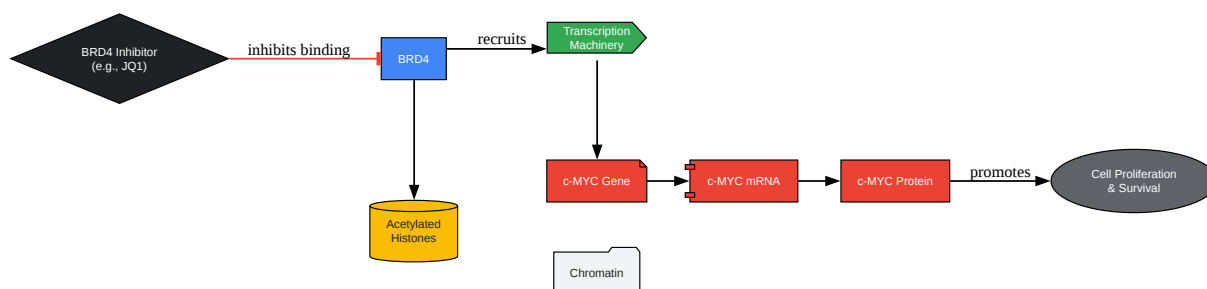 BRD4 Inhibitor
(e.g., JQ1)
inhibits binding
BRD4
recruits
Transcription
Machinery
c-MYC Gene
c-MYC mRNA
c-MYC Protein
promotes
Cell Proliferation
& Survival
Acetylated
Histones
Chromatin